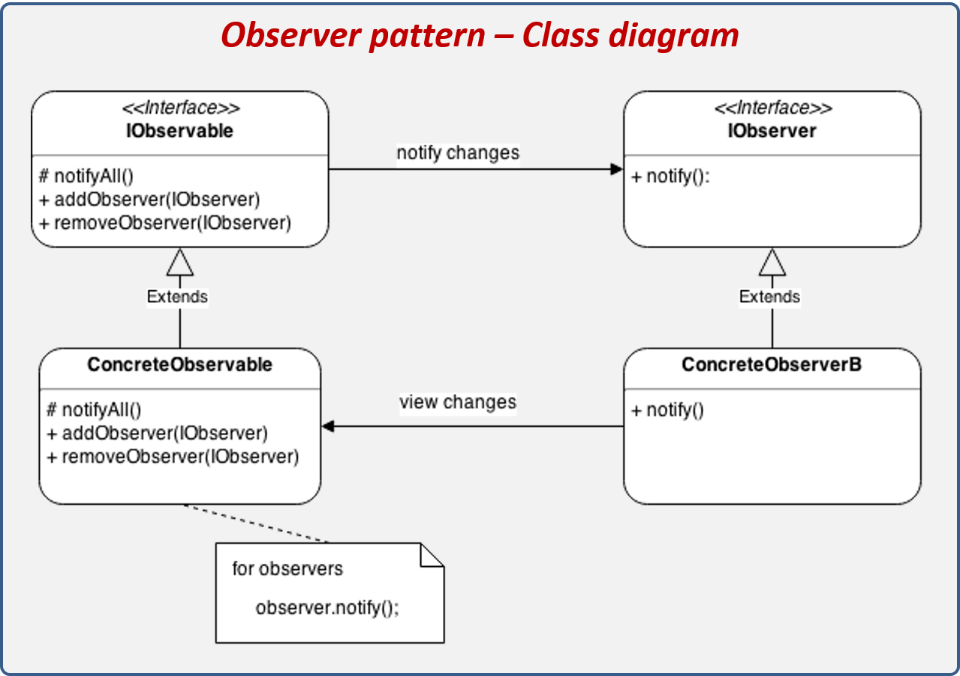 Observer pattern – Class diagram
<<Interface>>
IObservable
# notifyAll()
+ addObserver(IObserver)
+ removeObserver(IObserver)
notify changes
<<Interface>>
IObserver
+ notify():
Extends
Extends
ConcreteObservable
# notifyAll()
+ addObserver(IObserver)
+ removeObserver(IObserver)
view changes
ConcreteObserverB
+ notify()
for observers
observer.notify();